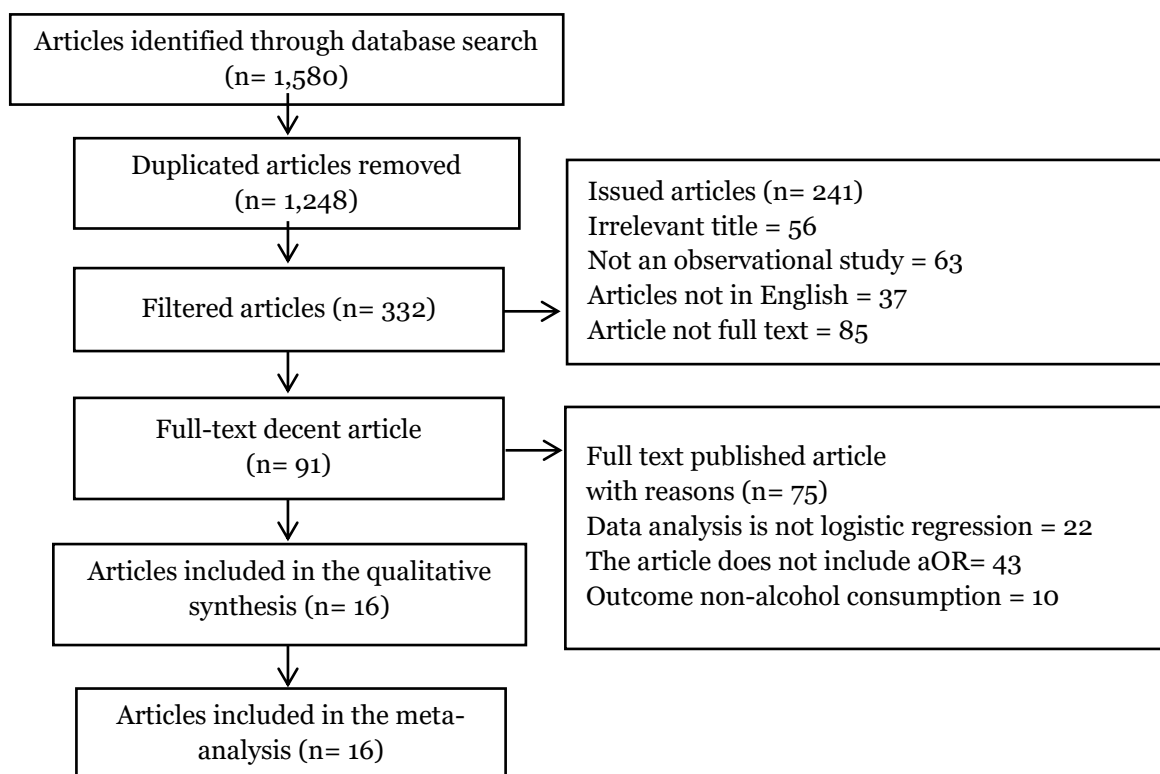 Articles identified through database search
(n= 1,580)
Duplicated articles removed
(n= 1,248)
Issued articles (n= 241)
Irrelevant title = 56
Not an observational study = 63
Articles not in English = 37
Article not full text = 85
Filtered articles (n= 332)
Full-text decent article
(n= 91)
Full text published article
with reasons (n= 75)
Data analysis is not logistic regression = 22
The article does not include aOR= 43
Outcome non-alcohol consumption = 10
Articles included in the qualitative
synthesis (n= 16)
Articles included in the meta-
analysis (n= 16)